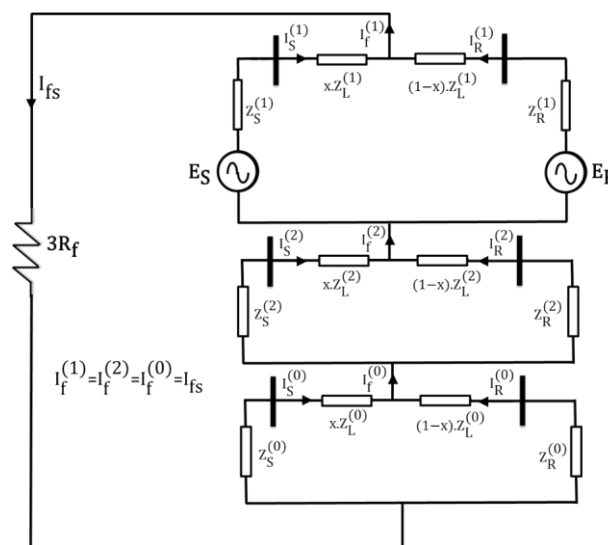 I_S^(1)
I_f^(1)
I_R^(1)
I_fs
x.Z_L^(1)
(1−x).Z_L^(1)
Z_S^(1)
Z_R^(1)
E_S
3R_f
I_S^(2)
I_f^(2)
I_R^(2)
x.Z_L^(2)
(1−x).Z_L^(2)
Z_S^(2)
Z_R^(2)
I_f^(1)=I_f^(2)=I_f^(0)=I_fs
I_S^(0)
I_f^(0)
I_R^(0)
x.Z_L^(0)
(1−x).Z_L^(0)
Z_S^(0)
Z_R^(0)